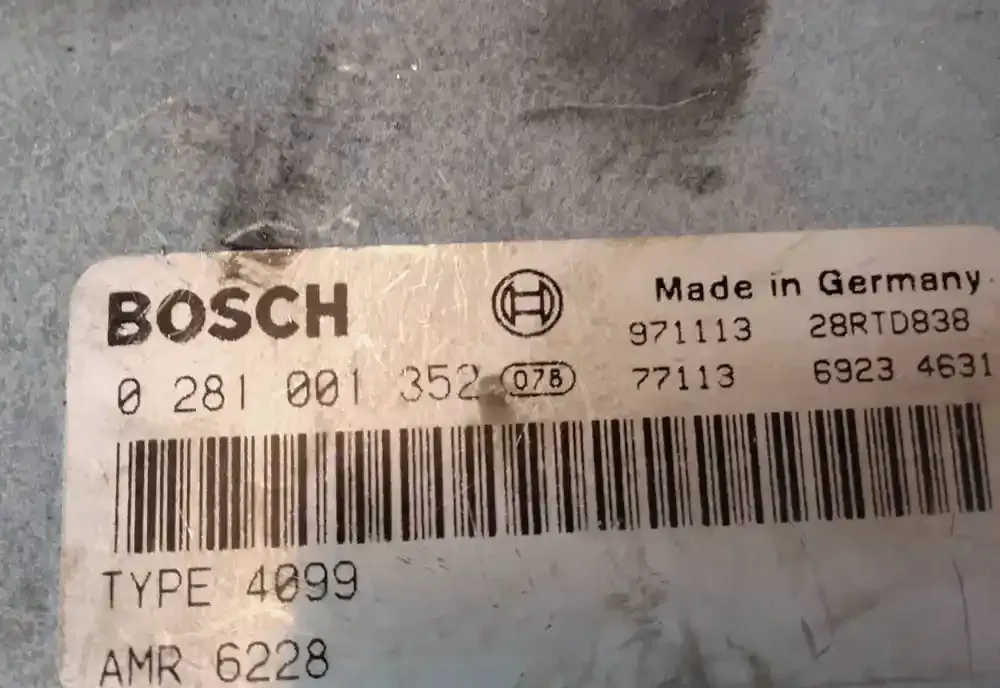 BOSCH Made in Germany
971113 28RTD838
0 281 001 352 078 77113 6923 4631
TYPE 4099
AMR 6228